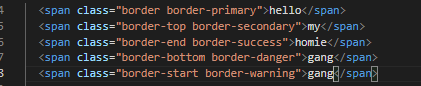 4 <span class="border border-primary">hello</span>
5 <span class="border-top border-secondary">my</span>
6 <span class="border-end border-success">homie</span>
7 <span class="border-bottom border-danger">gang</span>
8 <span class="border-start border-warning">gang</span>